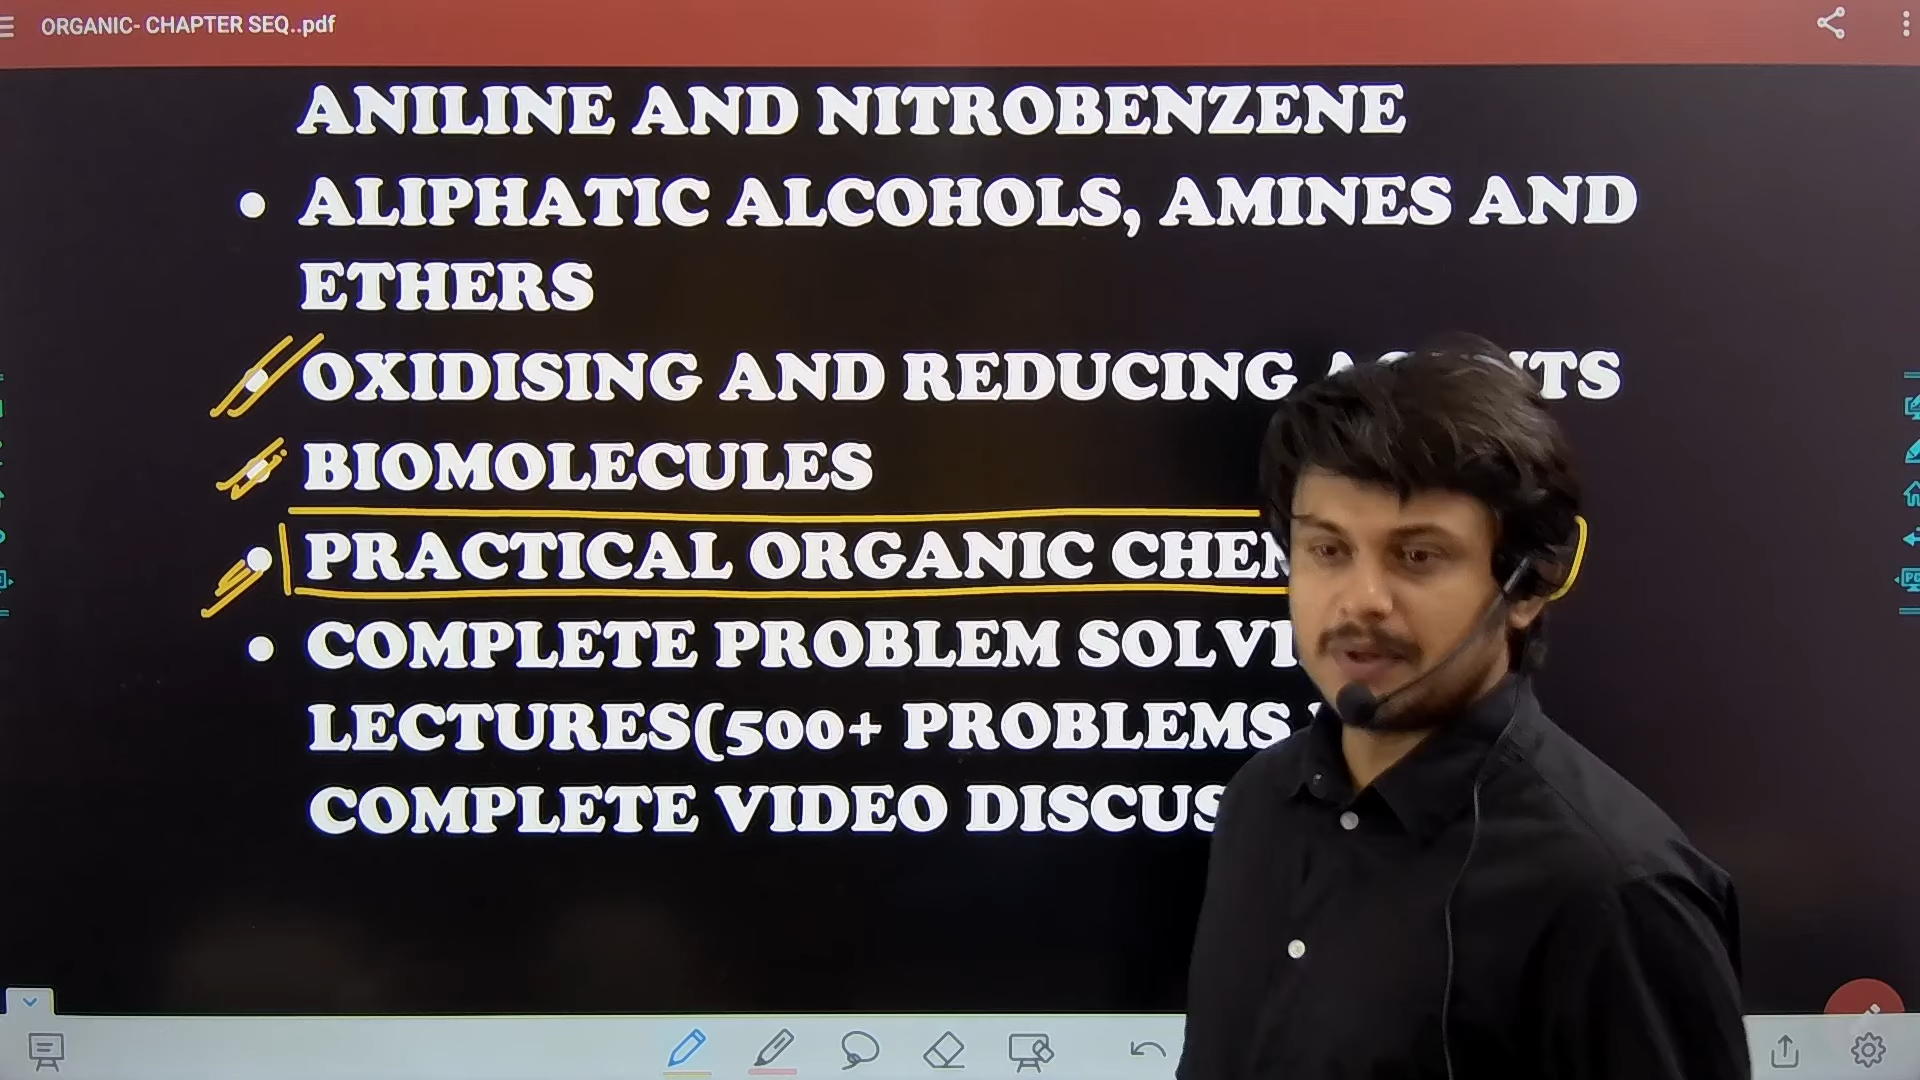 ORGANIC- CHAPTER SEQ..pdf
ANILINE AND NITROBENZENE
• ALIPHATIC ALCOHOLS, AMINES AND
ETHERS
OXIDISING AND REDUCING
• BIOMOLECULES
• PRACTICAL ORGANIC
• COMPLETE PROBLEM
LECTURES(500+ PROBLEMS
COMPLETE VIDEO